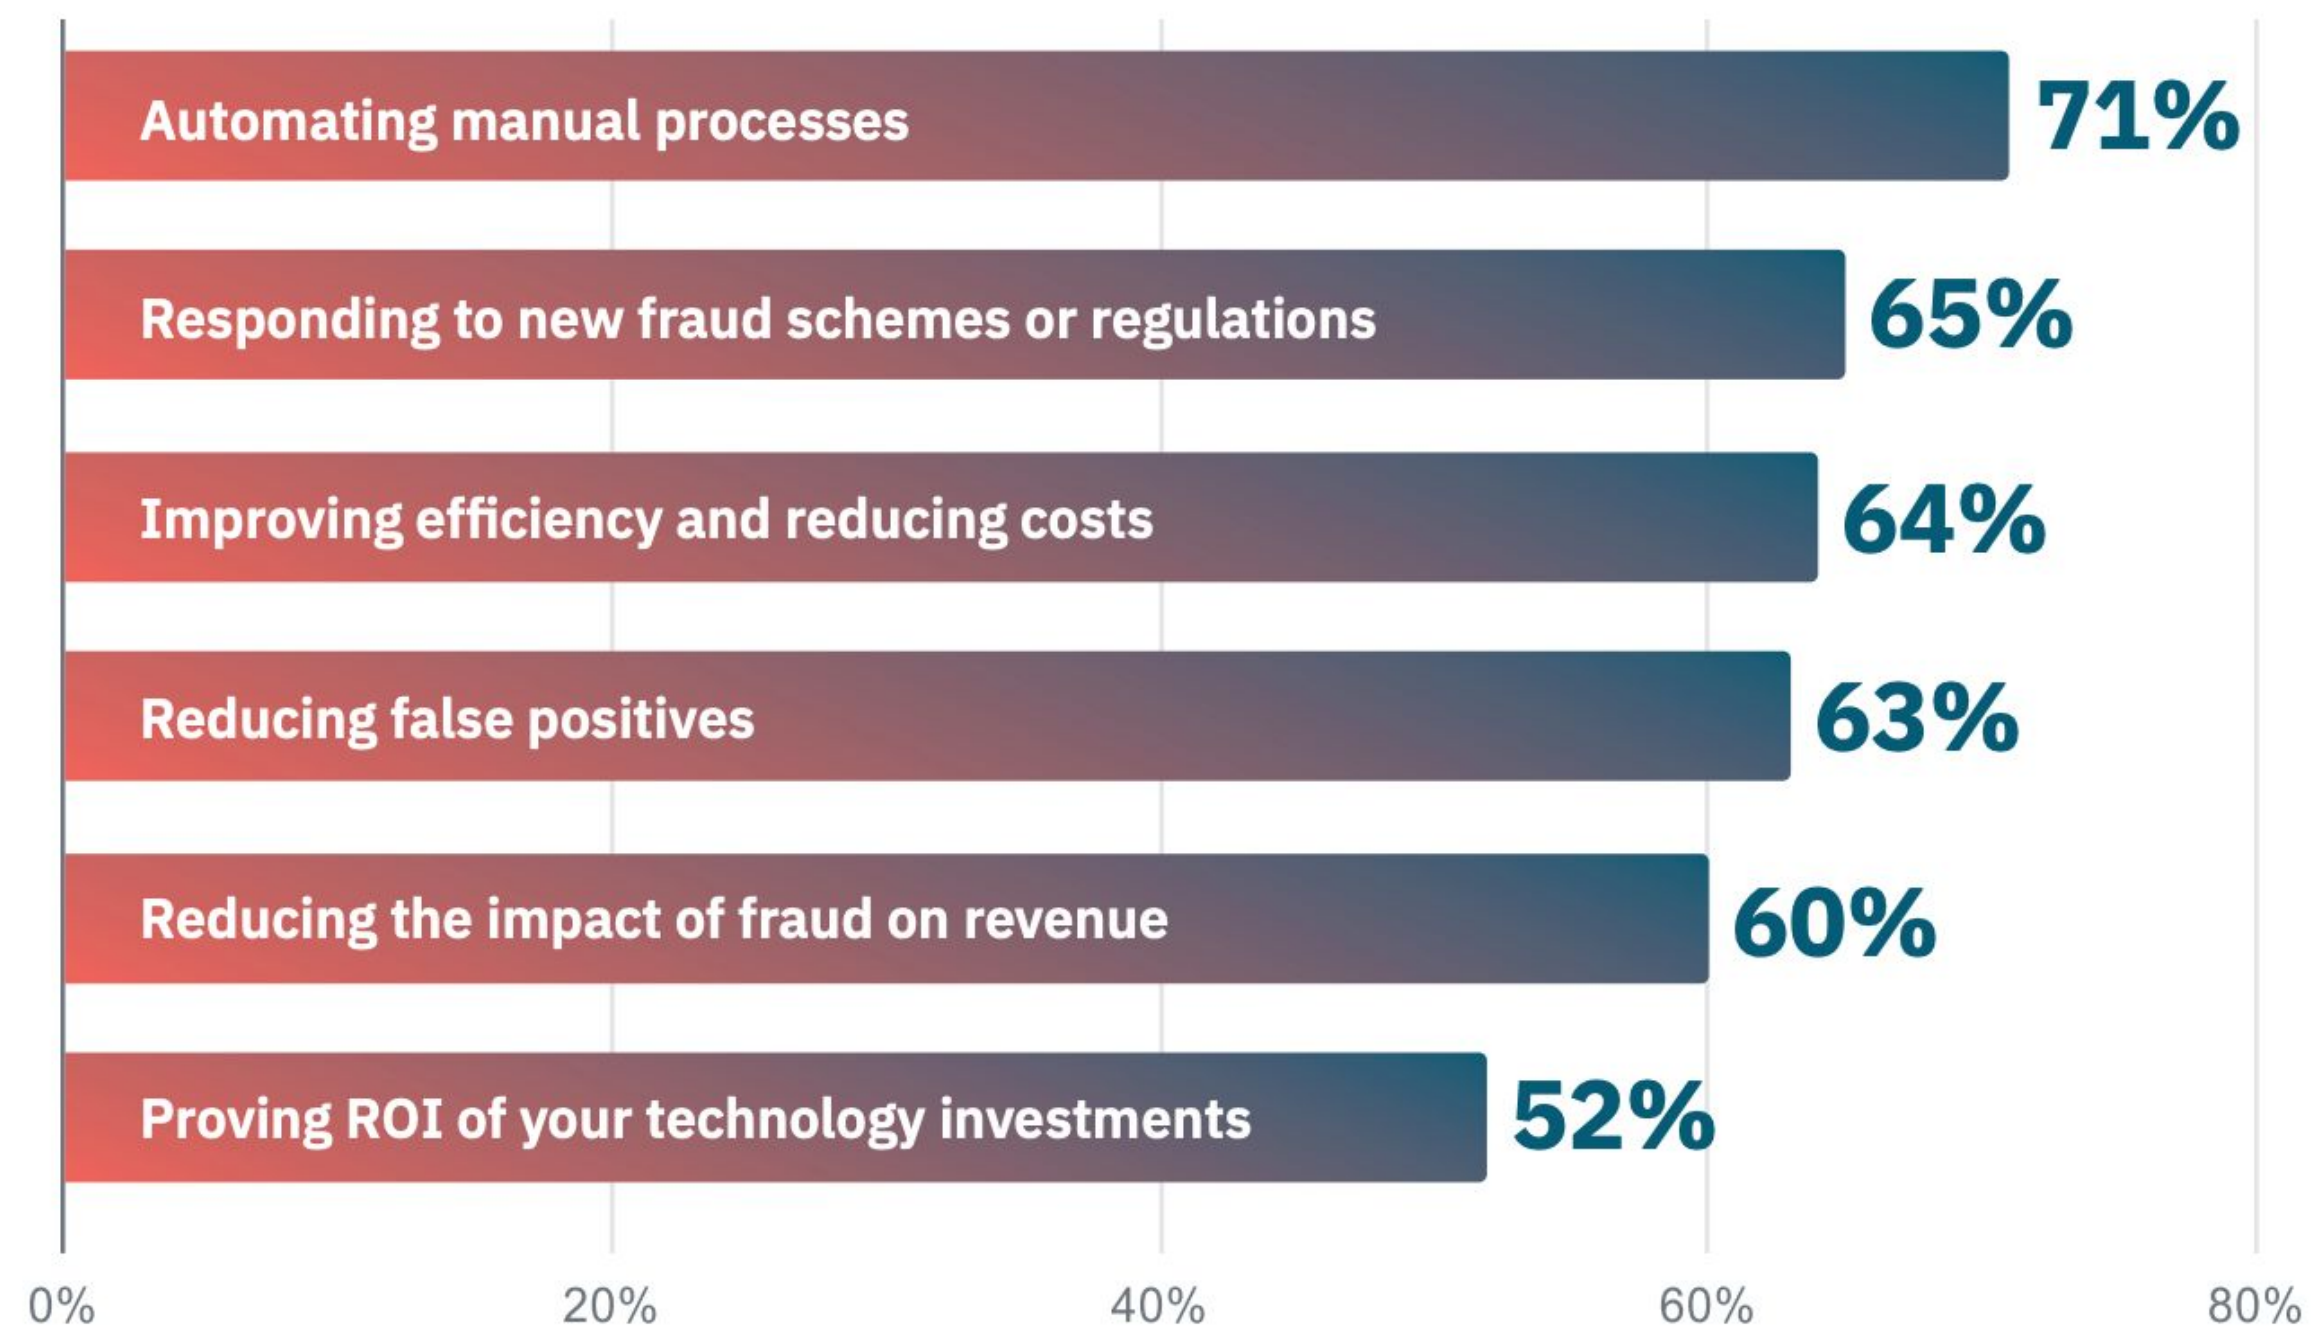 Automating manual processes 71%
Responding to new fraud schemes or regulations 65%
Improving efficiency and reducing costs 64%
Reducing false positives 63%
Reducing the impact of fraud on revenue 60%
Proving ROI of your technology investments 52%
0% 20% 40% 60% 80%